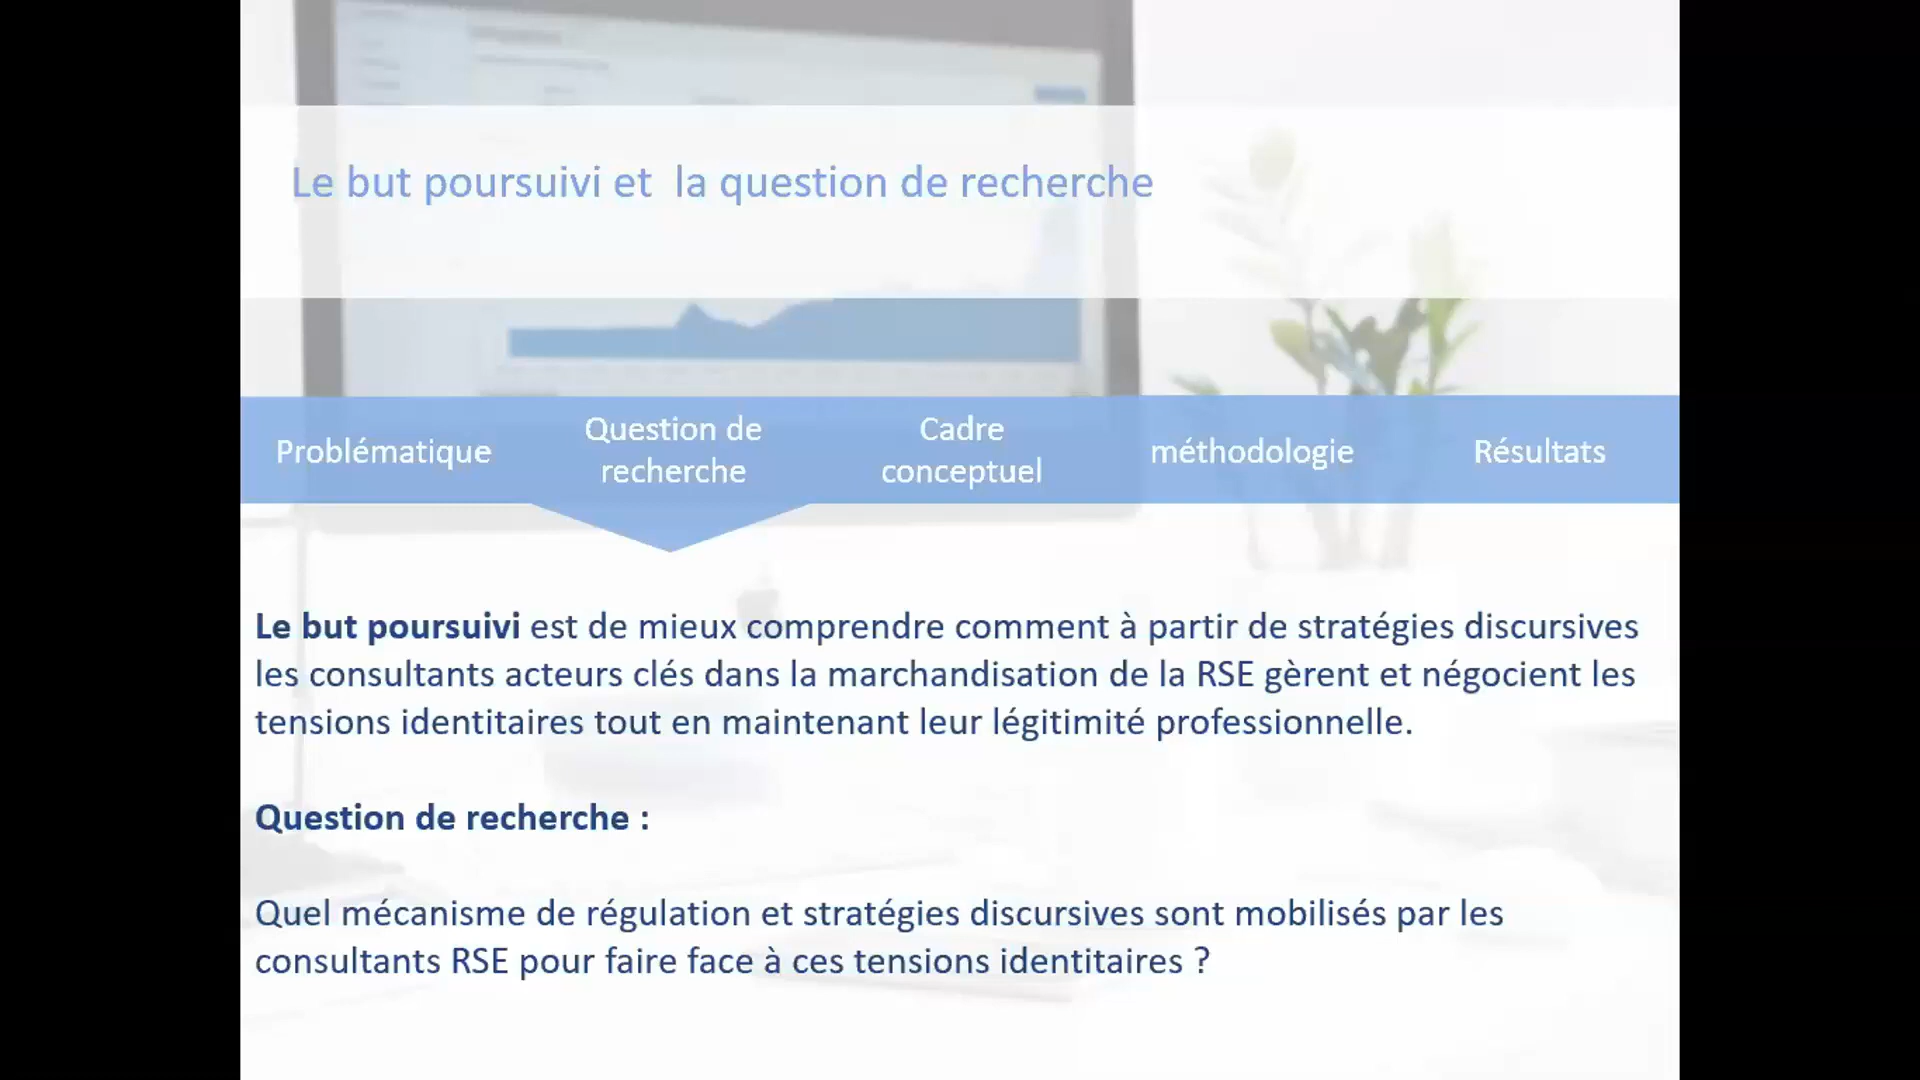 Le but poursuivi et la question de recherche
Problématique
Question de
recherche
Cadre
conceptuel
méthodologie
Résultats
Le but poursuivi est de mieux comprendre comment à partir de stratégies discursives
les consultants acteurs clés dans la marchandisation de la RSE gèrent et négocient les
tensions identitaires tout en maintenant leur légitimité professionnelle.
Question de recherche :
Quel mécanisme de régulation et stratégies discursives sont mobilisés par les
consultants RSE pour faire face à ces tensions identitaires ?